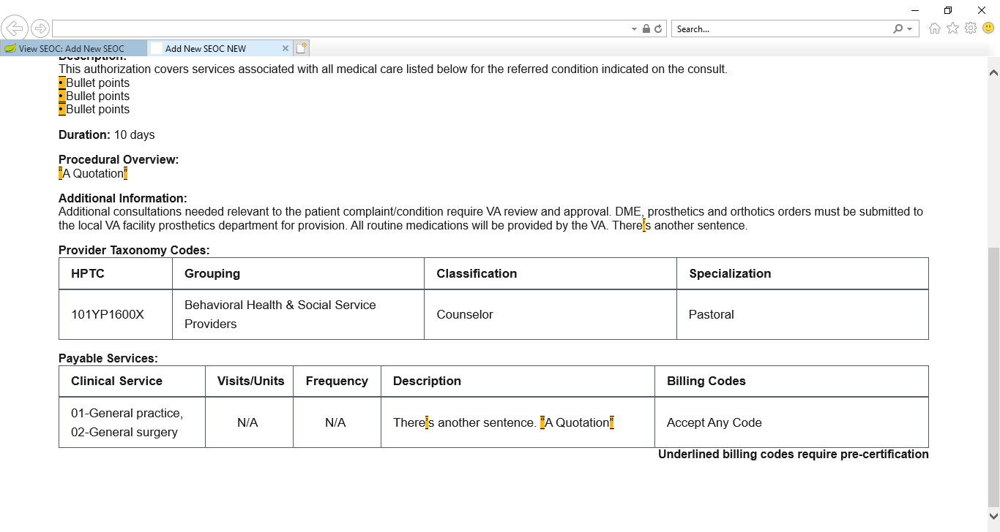 Search...
View SEOC: Add New SEOC
Add New SEOC NEW
Description:
This authorization covers services associated with all medical care listed below for the referred condition indicated on the consult.
• Bullet points
• Bullet points
• Bullet points
Duration: 10 days
Procedural Overview:
“A Quotation”
Additional Information:
Additional consultations needed relevant to the patient complaint/condition require VA review and approval. DME, prosthetics and orthotics orders must be submitted to
the local VA facility prosthetics department for provision. All routine medications will be provided by the VA. There’s another sentence.
Provider Taxonomy Codes:
HPTC Grouping Classification Specialization
101YP1600X Behavioral Health & Social Service Providers Counselor Pastoral
Payable Services:
Clinical Service Visits/Units Frequency Description Billing Codes
01-General practice, 02-General surgery N/A N/A There’s another sentence. “A Quotation” Accept Any Code
Underlined billing codes require pre-certification